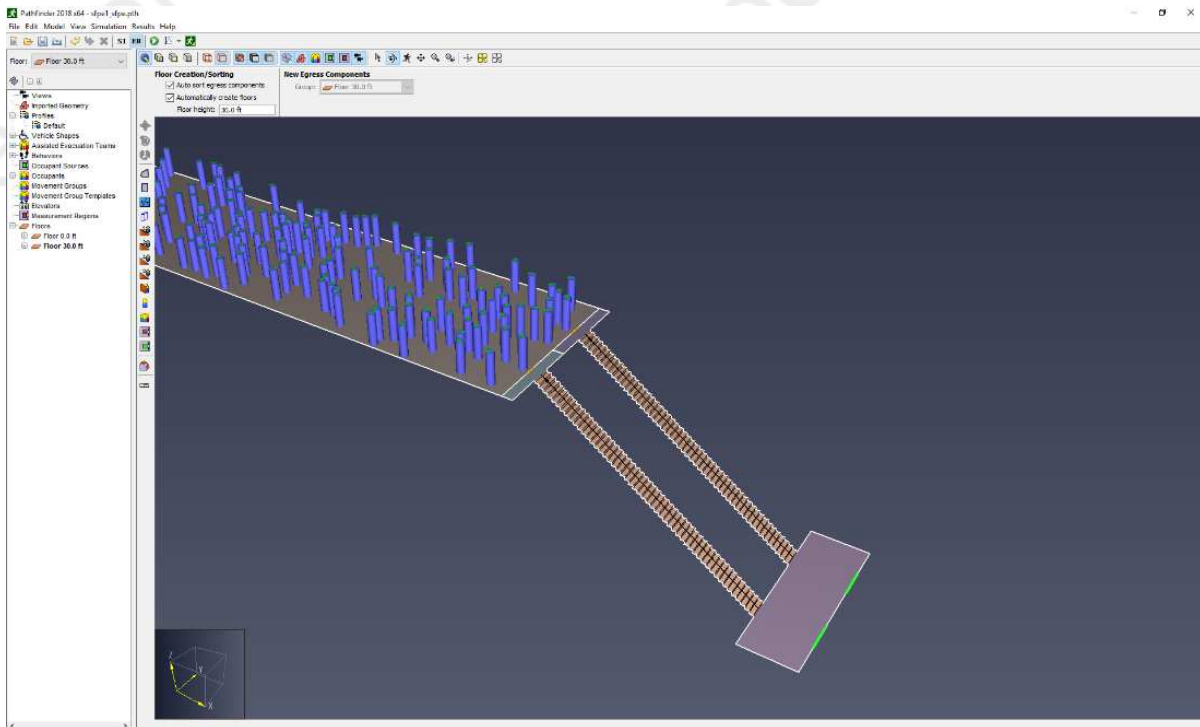 Pathfinder 2018 x64 - sfpe1_sfpe.pth
File Edit Model View Simulation Results Help
SI EN
Floor: Floor 30.0 ft
Floor Creation/Sorting
Auto sort egress components
Automatically create floors
Floor height: 30.0 ft
New Egress Components
Group: Floor 30.0 ft
Views
Imported Geometry
Profiles
Default
Vehicle Shapes
Assisted Evacuation Teams
Behaviors
Occupant Sources
Occupants
Movement Groups
Movement Group Templates
Elevators
Measurement Regions
Floors
Floor 0.0 ft
Floor 30.0 ft
Z
Y
X